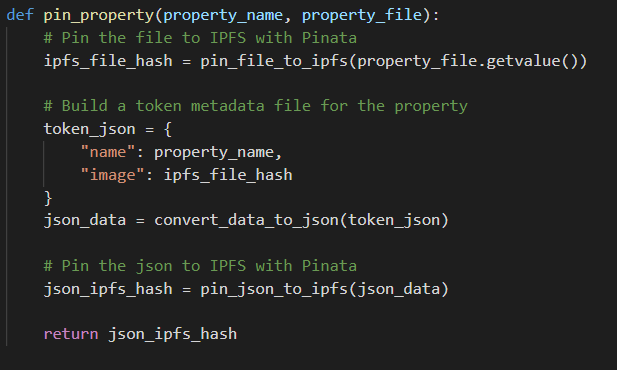 def pin_property(property_name, property_file):
    # Pin the file to IPFS with Pinata
    ipfs_file_hash = pin_file_to_ipfs(property_file.getvalue())
    # Build a token metadata file for the property
    token_json = {
        "name": property_name,
        "image": ipfs_file_hash
    }
    json_data = convert_data_to_json(token_json)
    # Pin the json to IPFS with Pinata
    json_ipfs_hash = pin_json_to_ipfs(json_data)
    return json_ipfs_hash